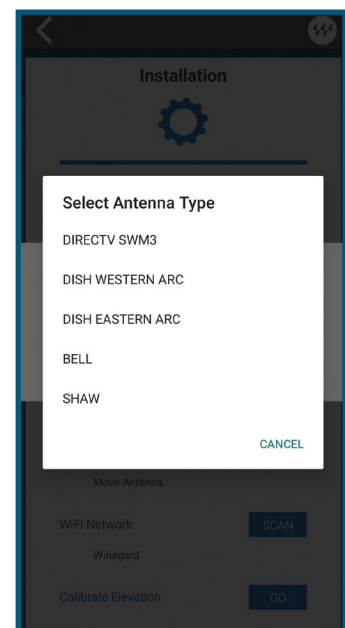 Installation
Select Antenna Type
DIRECTV SWM3
DISH WESTERN ARC
DISH EASTERN ARC
BELL
SHAW
CANCEL
Move Antenna
WiFi Network SCAN
Winegard
Calibrate Elevation GO